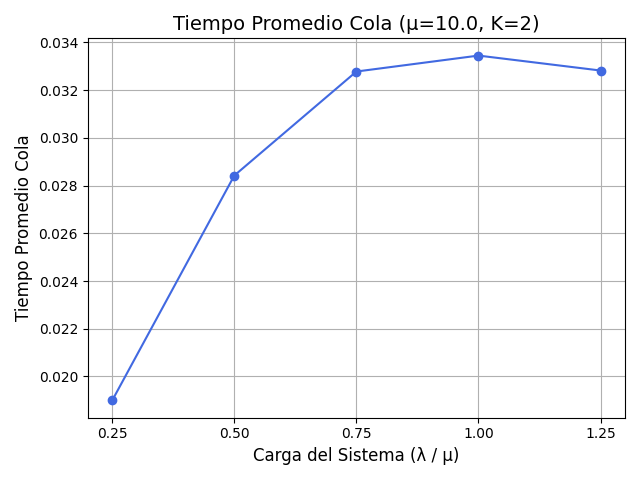 Tiempo Promedio Cola (μ=10.0, K=2)
0.034
0.032
0.030
0.028
0.026
0.024
0.022
0.020
Tiempo Promedio Cola
0.25 0.50 0.75 1.00 1.25
Carga del Sistema (λ / μ)